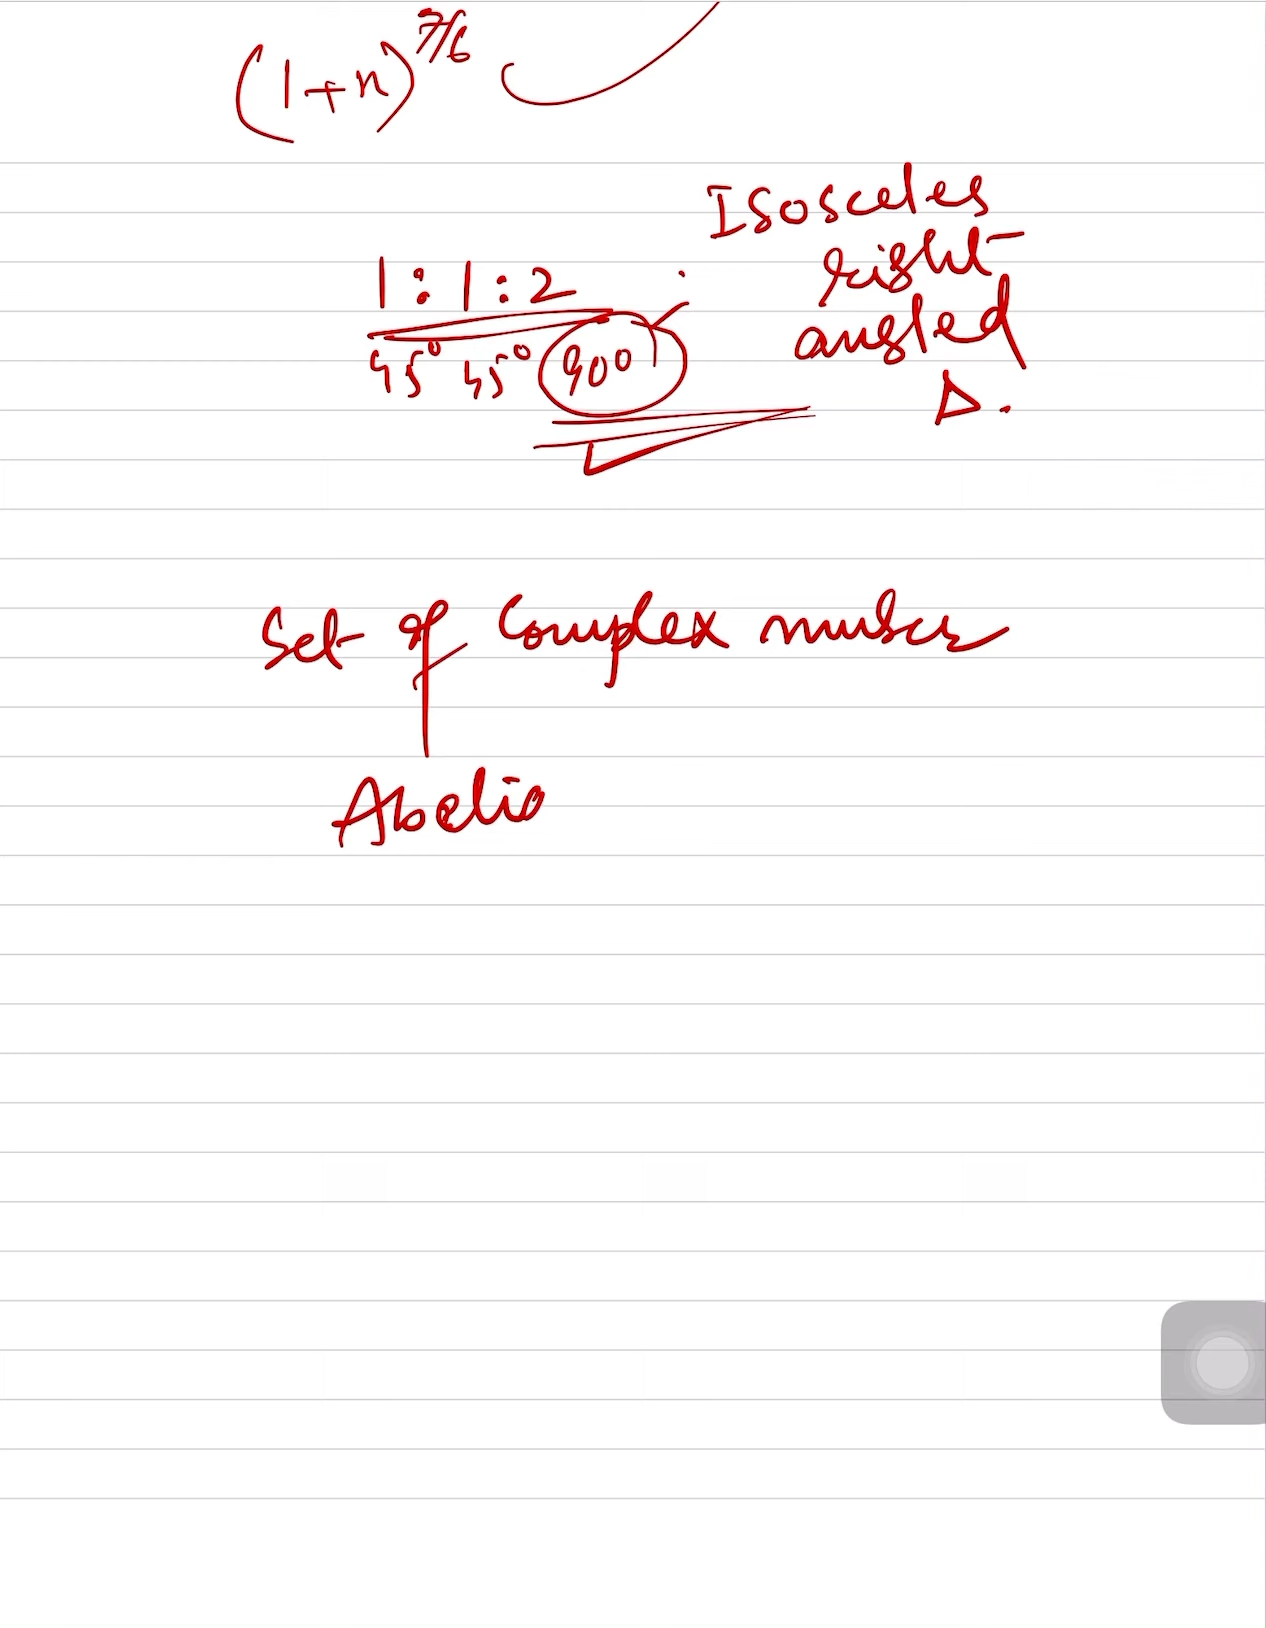 (1+x)^7/6
Isosceles
right
angled
Δ.
1 : 1 : 2
45° 45° 90°
Set of Complex number
Abelia